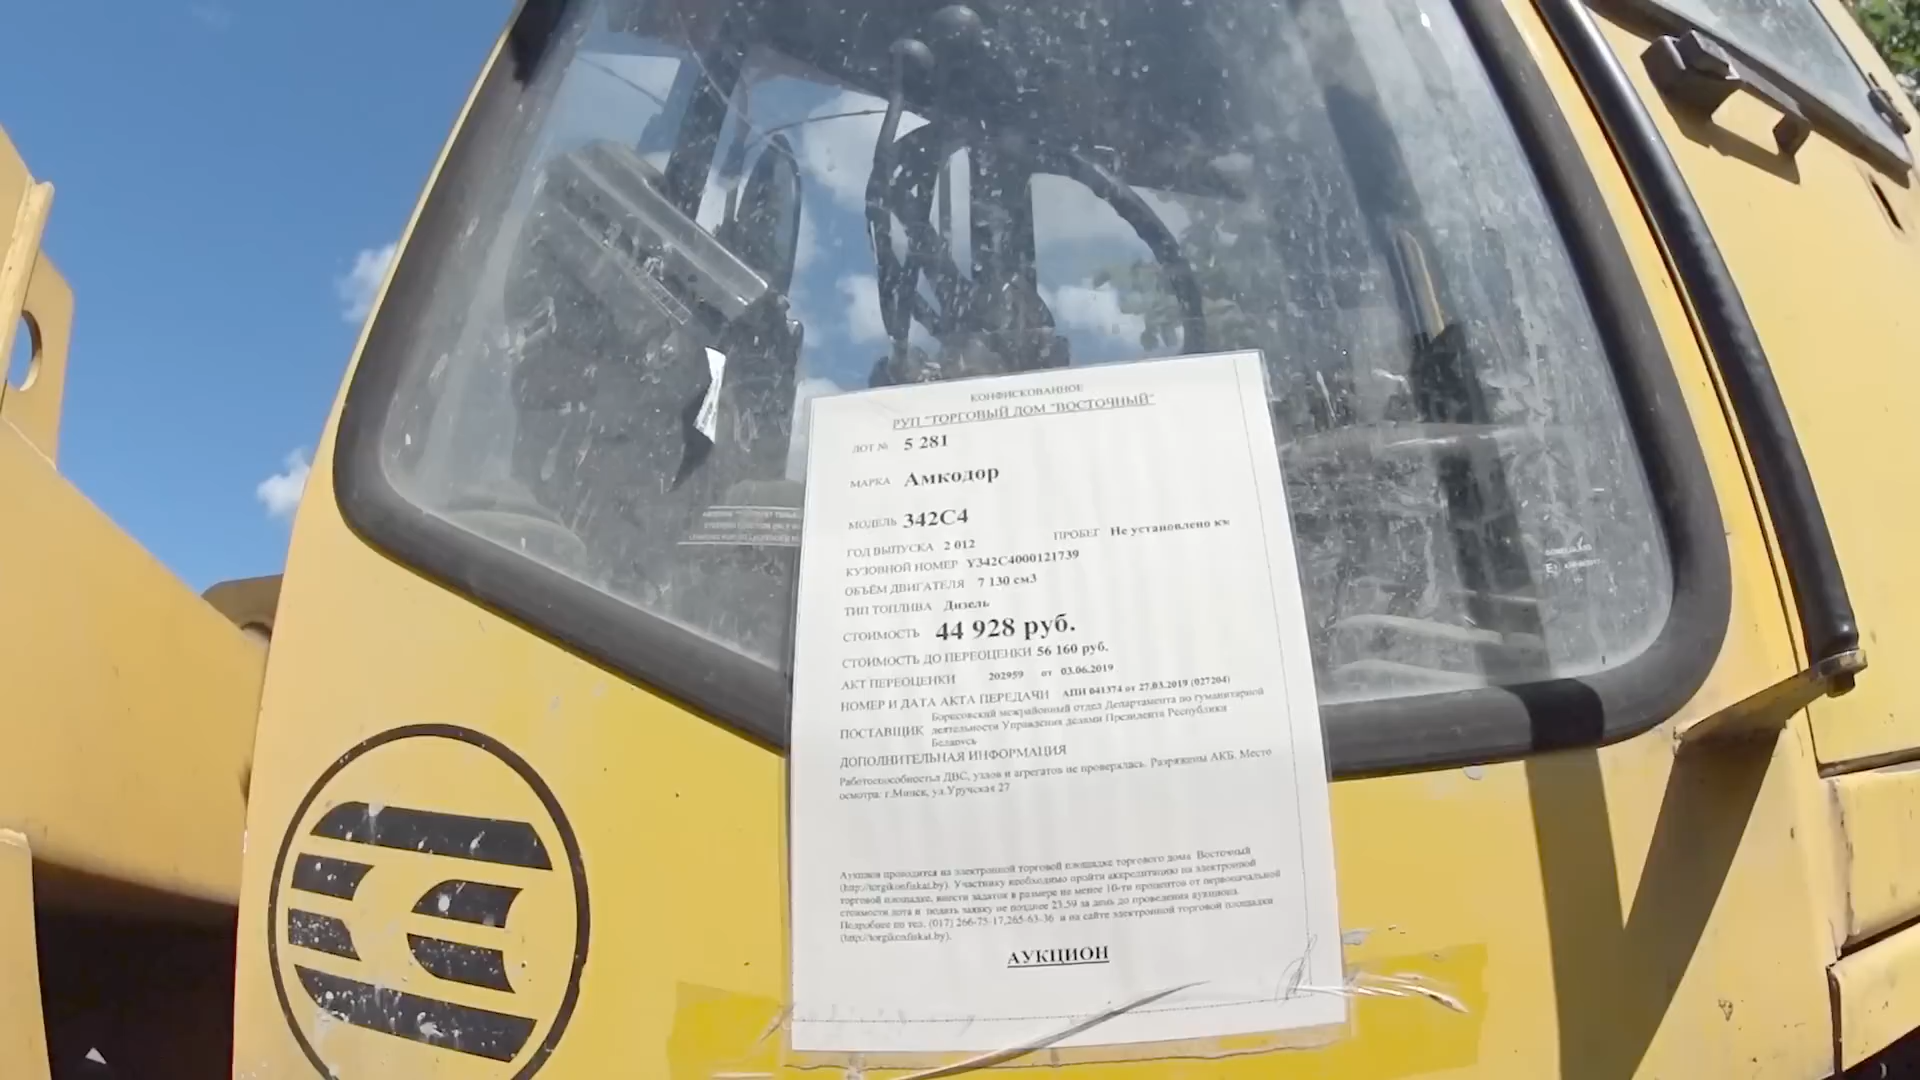 КОНФИСКОВАННОЕ
РУП "ТОРГОВЫЙ ДОМ "ВОСТОЧНЫЙ"
ЛОТ № 5 281
МАРКА Амкодор
МОДЕЛЬ 342С4
ГОД ВЫПУСКА 2 012 ПРОБЕГ Не установлено км
КУЗОВНОЙ НОМЕР Y342C4000121739
ОБЪЁМ ДВИГАТЕЛЯ 7 130 см3
ТИП ТОПЛИВА Дизель
СТОИМОСТЬ 44 928 руб.
СТОИМОСТЬ ДО ПЕРЕОЦЕНКИ 56 160 руб.
АКТ ПЕРЕОЦЕНКИ 202959 от 03.06.2019
НОМЕР И ДАТА АКТА ПЕРЕДАЧИ АПИ 041374 от 27.03.2019 (027204)
Борисовский межрайонный отдел Департамента по гуманитарной
ПОСТАВЩИК деятельности Управления делами Президента Республики
Беларусь
ДОПОЛНИТЕЛЬНАЯ ИНФОРМАЦИЯ
Работоспособность ДВС, узлов и агрегатов не проверялась. Разряжены АКБ. Место
осмотра: г.Минск, ул.Уручская 27
Аукцион проводится на электронной торговой площадке торгового дома Восточный
(http://torgikonfiskat.by). Участнику необходимо пройти аккредитацию на электронной
торговой площадке, внести задаток в размере не менее 10-ти процентов от первоначальной
стоимости лота и подать заявку не позднее 23.59 за день до проведения аукциона.
Подробнее по тел. (017) 266-75-17,265-63-36 и на сайте электронной торговой площадки
(http://torgikonfiskat.by).
АУКЦИОН